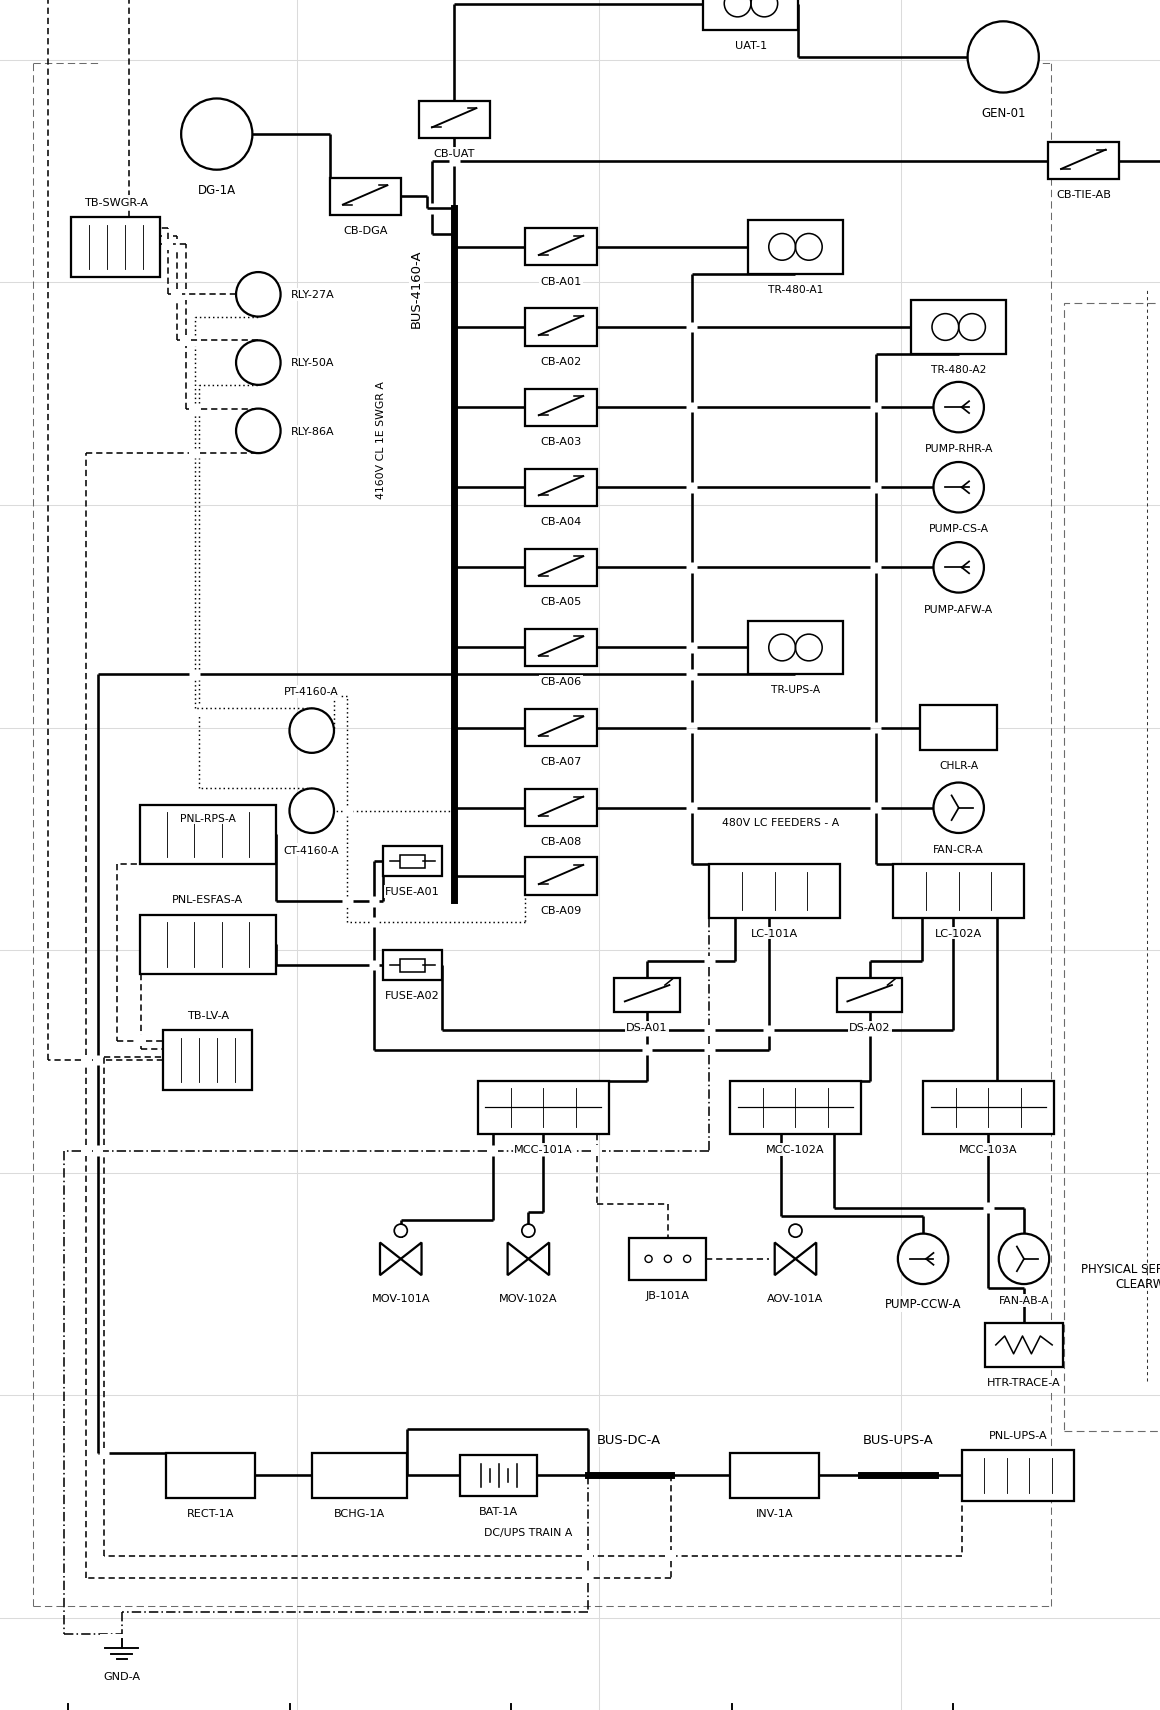 UAT-1
GEN-01
CB-UAT
DG-1A
CB-TIE-AB
TB-SWGR-A
CB-DGA
BUS-4160-A
CB-A01
TR-480-A1
RLY-27A
CB-A02
TR-480-A2
RLY-50A
4160V CL 1E SWGR A
CB-A03
PUMP-RHR-A
RLY-86A
CB-A04
PUMP-CS-A
CB-A05
PUMP-AFW-A
CB-A06
TR-UPS-A
PT-4160-A
CB-A07
CHLR-A
PNL-RPS-A
480V LC FEEDERS - A
CB-A08
FAN-CR-A
CT-4160-A
FUSE-A01
PNL-ESFAS-A
CB-A09
LC-101A
LC-102A
FUSE-A02
TB-LV-A
DS-A01
DS-A02
MCC-101A
MCC-102A
MCC-103A
PHYSICAL SE
CLEARW
MOV-101A
MOV-102A
JB-101A
AOV-101A
PUMP-CCW-A
FAN-AB-A
HTR-TRACE-A
BUS-DC-A
BUS-UPS-A
PNL-UPS-A
RECT-1A
BCHG-1A
BAT-1A
INV-1A
DC/UPS TRAIN A
GND-A